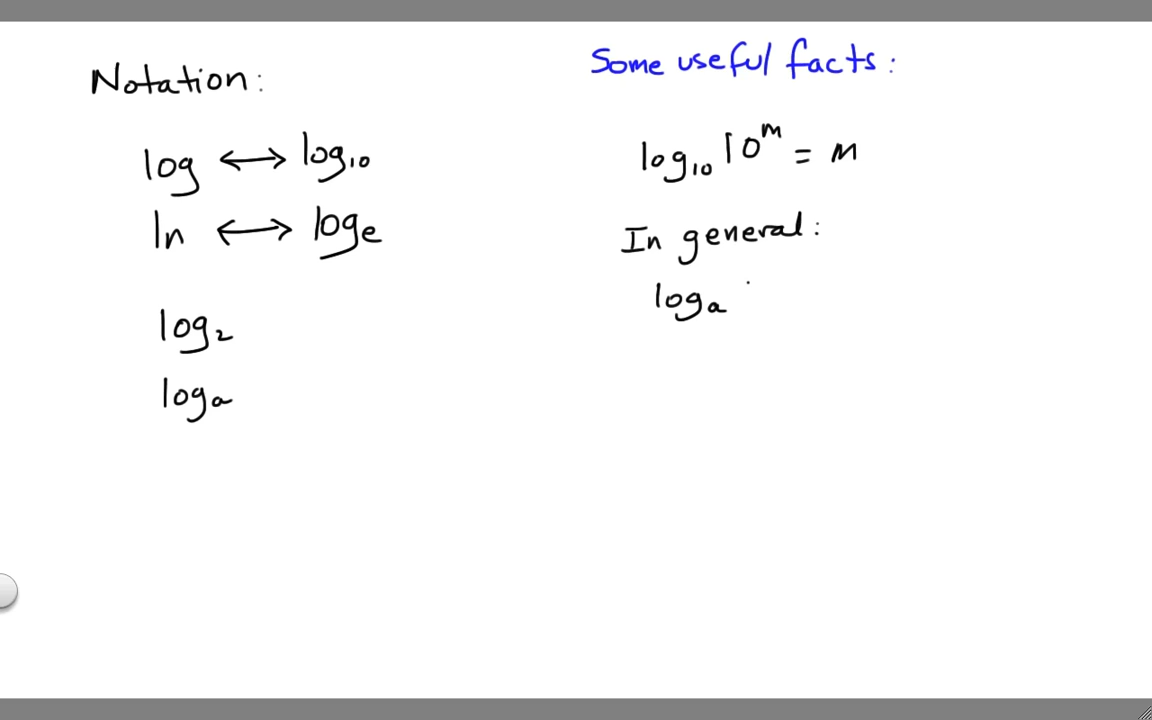 Notation:
log ↔ log₁₀
ln ↔ logₑ
log₂
logₐ
Some useful facts:
log₁₀ 10ᵐ = m
In general:
logₐ